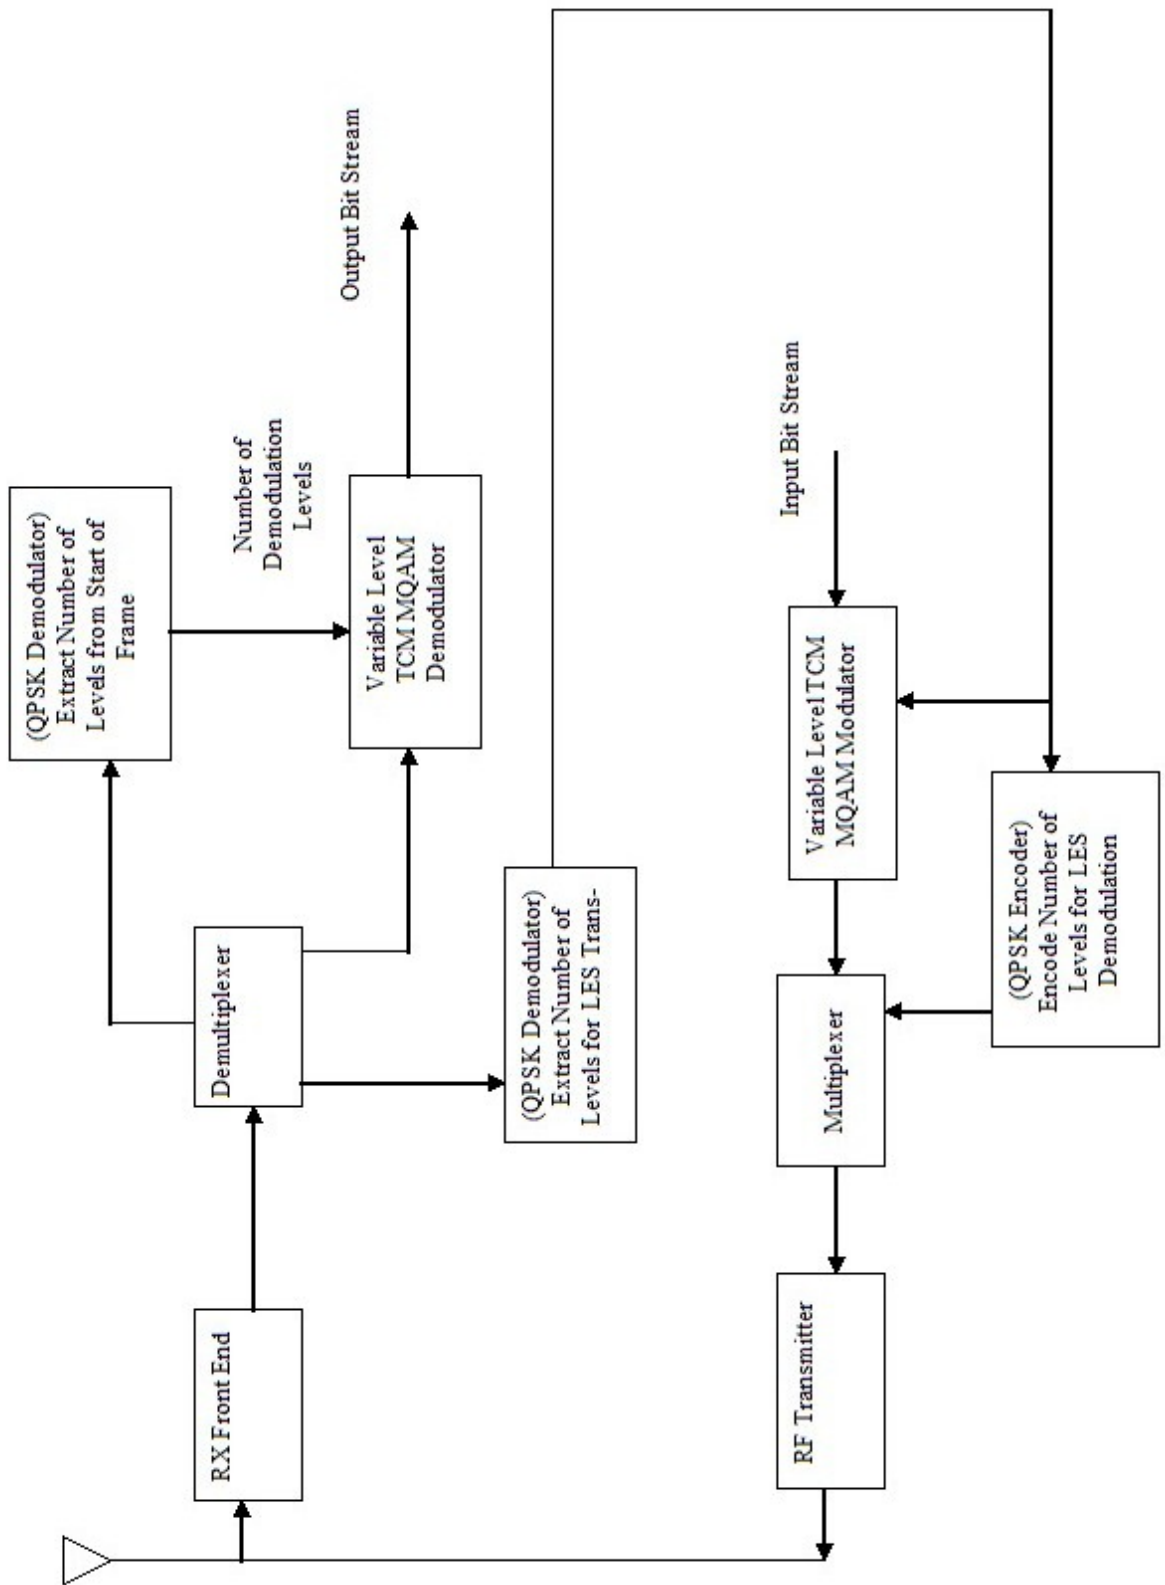 (QPSK Demodulator)
Extract Number of
Levels from Start of
Frame
Number of
Demodulation
Levels
Output Bit Stream
RX Front End
Demultiplexer
Variable Level
TCM MQAM
Demodulator
(QPSK Demodulator)
Extract Number of
Levels for LES Trans-
Input Bit Stream
RF Transmitter
Multiplexer
Variable Level TCM
MQAM Modulator
(QPSK Encoder)
Encode Number of
Levels for LES
Demodulation